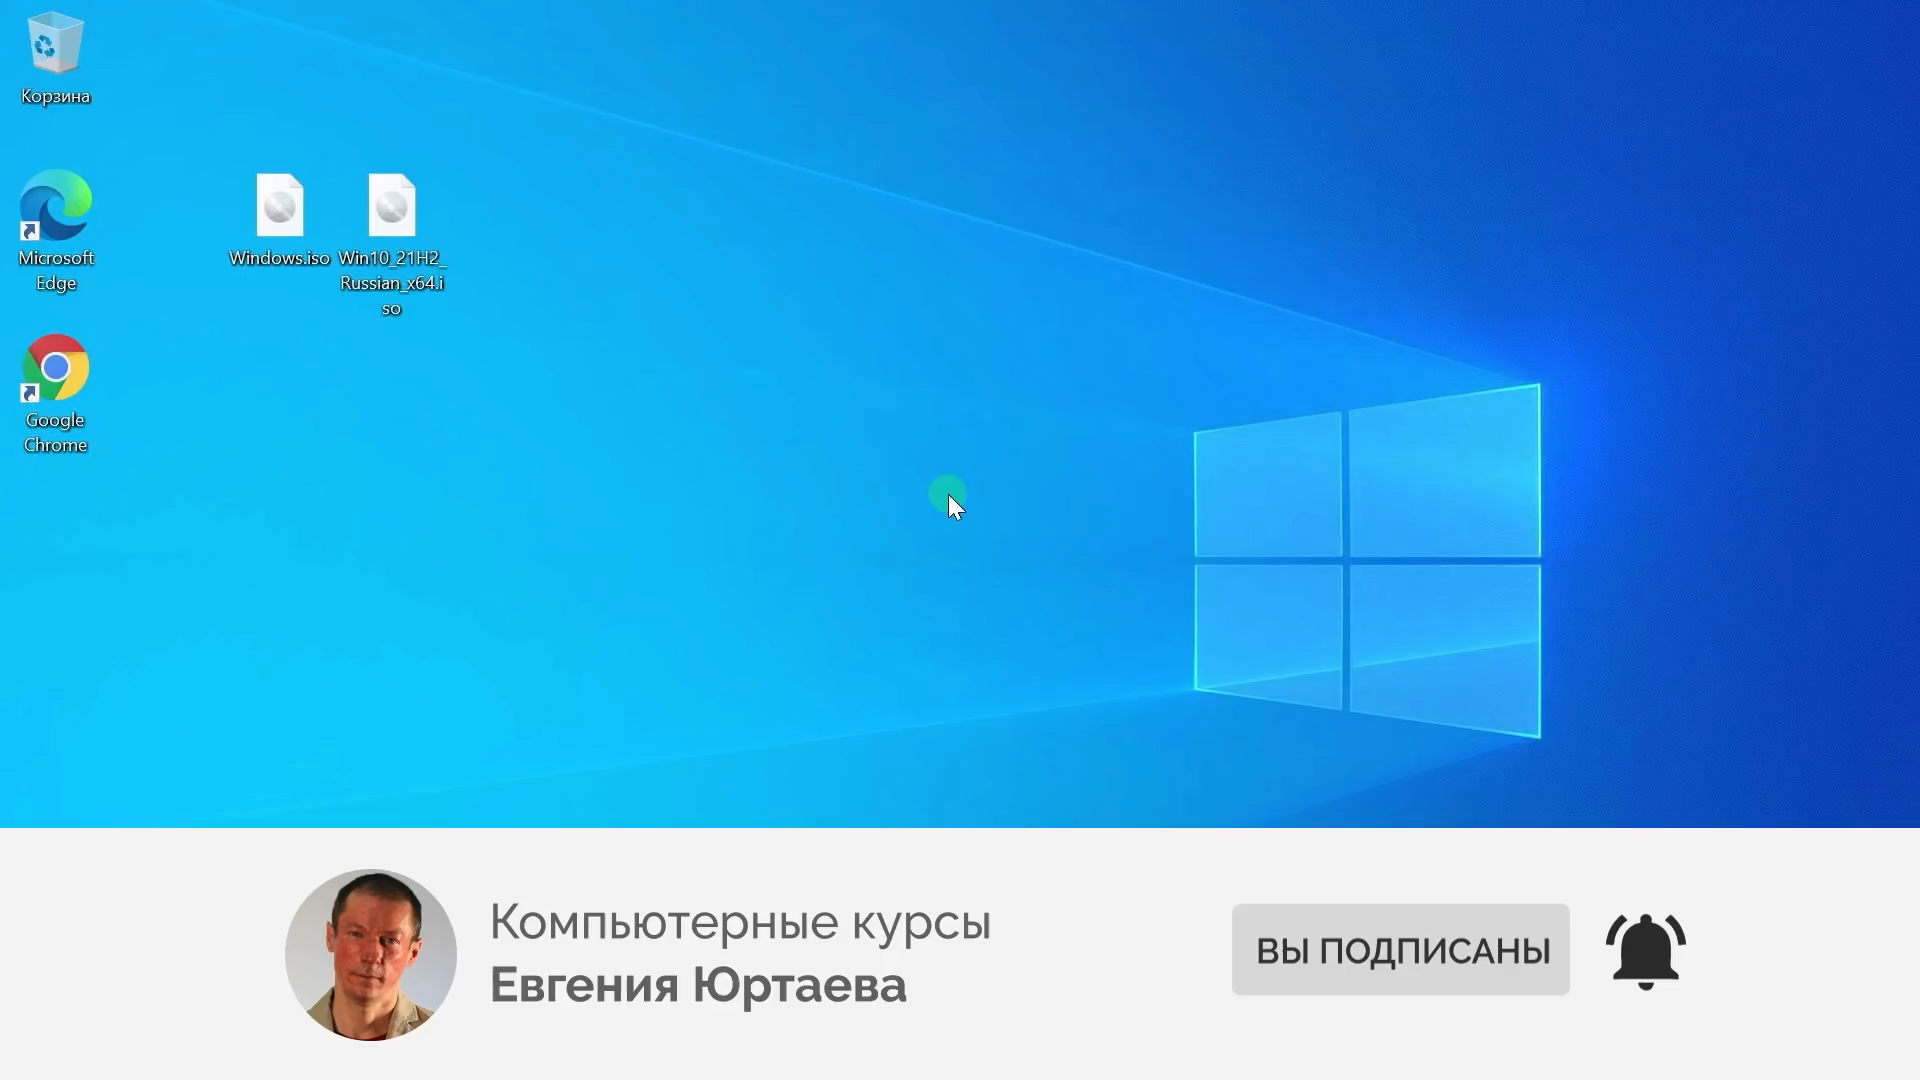 Корзина
Microsoft
Edge
Windows.iso
Win10_21H2_
Russian_x64.i
so
Google
Chrome
Компьютерные курсы
Евгения Юртаева
ВЫ ПОДПИСАНЫ